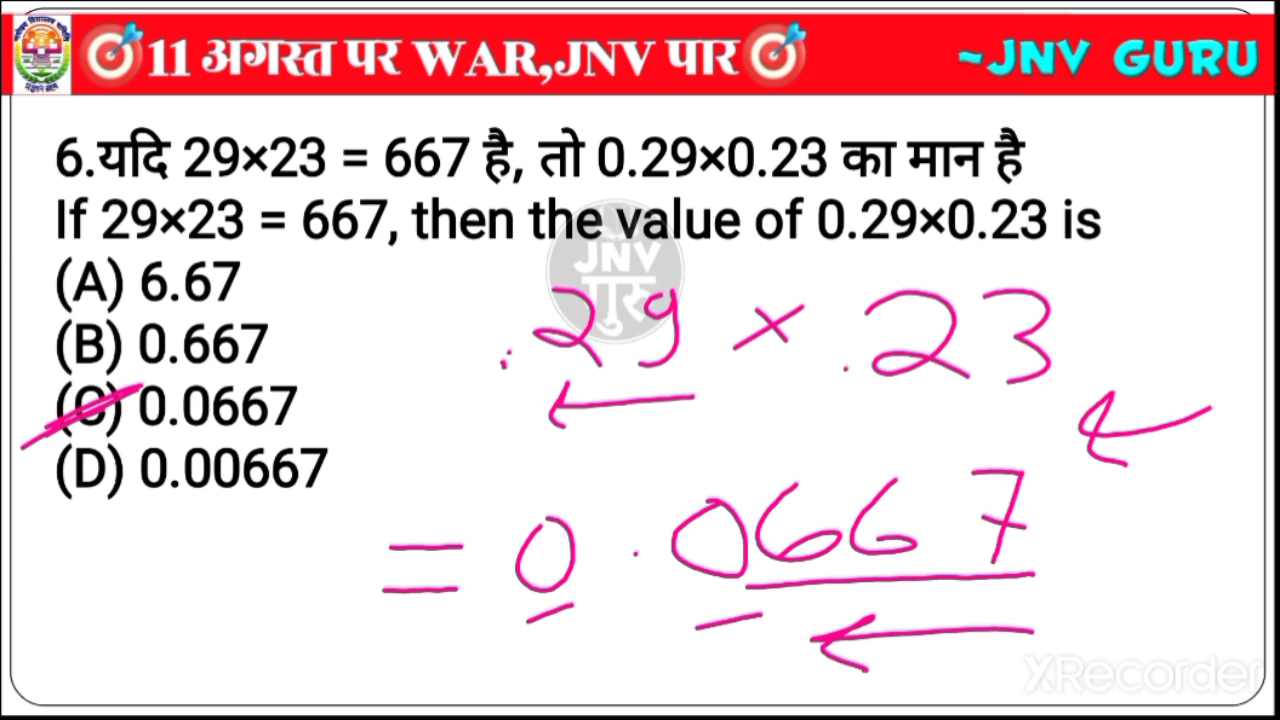 11 अगस्त पर WAR,JNV पार
~JNV GURU
6.यदि 29×23 = 667 है, तो 0.29×0.23 का मान है
If 29×23 = 667, then the value of 0.29×0.23 is
(A) 6.67
(B) 0.667
(C) 0.0667
(D) 0.00667
JNV
गुरु
.29 × .23
= 0.0667
XRecorder